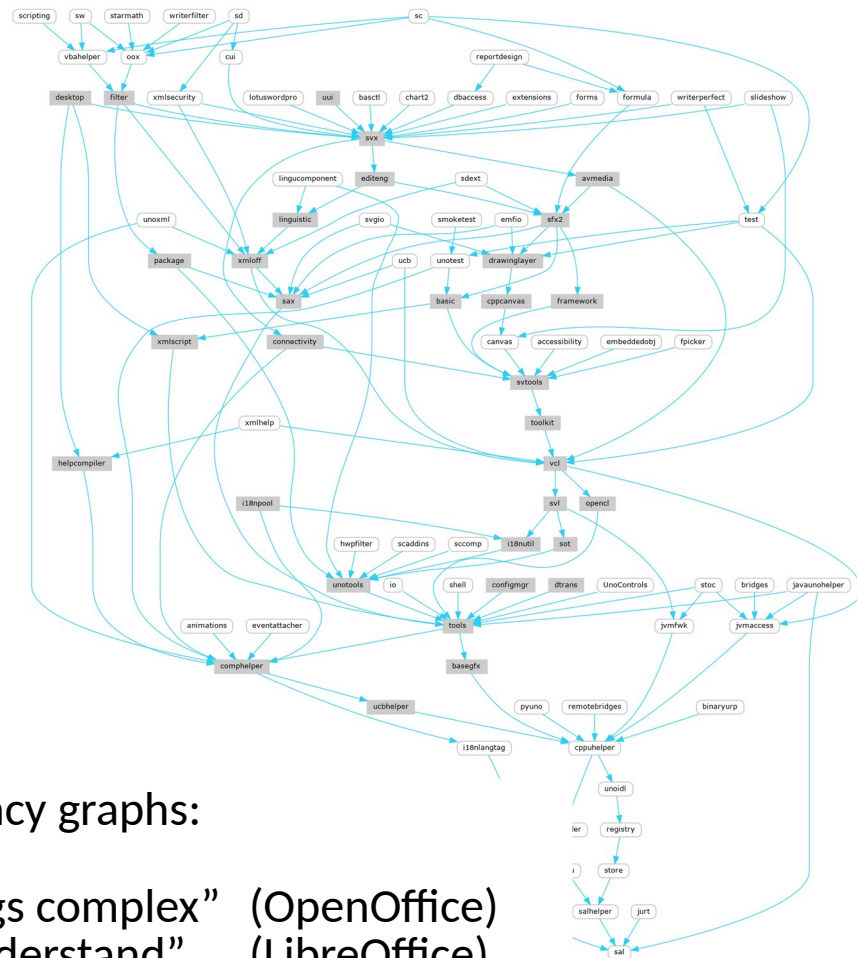 scripting sw starmath writerfilter sd sc
vbahelper oox cui reportdesign
desktop filter xmlsecurity lotuswordpro uui basctl chart2 dbaccess extensions forms formula writerperfect slideshow
svx
lingucomponent editeng sdext avmedia
unoxml linguistic svgio smoketest emfio sfx2 test
package xmloff ucb unotest drawinglayer
sax basic cppcanvas framework
xmlscript connectivity canvas accessibility embeddedobj fpicker
svtools
xmlhelp toolkit
helpcompiler vcl
i18npool svl opencl
hwpfilter scaddins sccomp i18nutil sot
unotools io shell configmgr dtrans UnoControls stoc bridges javaunohelper
animations eventattacher tools jvmfwk jvmaccess
comphelper basegfx
ucbhelper pyuno remotebridges binaryurp
i18nlangtag cppuhelper
unoidl
ncy graphs:
ler registry
store
gs complex” (OpenOffice)
salhelper jurt
derstand” (LibreOffice)
sal